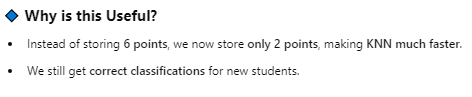 Why is this Useful?
• Instead of storing 6 points, we now store only 2 points, making KNN much faster.
• We still get correct classifications for new students.